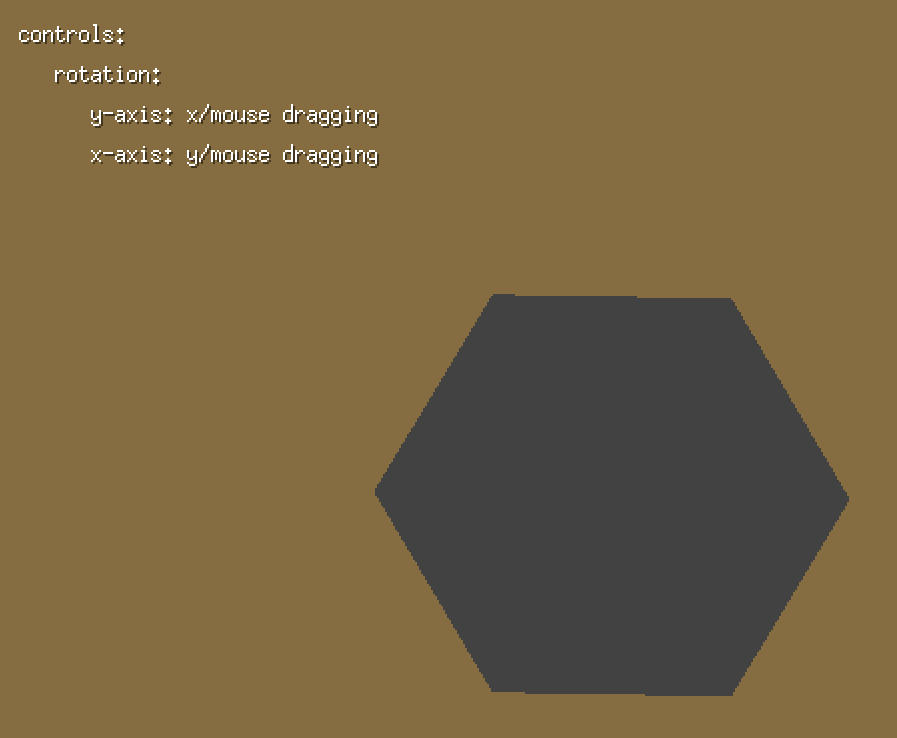 controls:
rotation:
y-axis: x/mouse dragging
x-axis: y/mouse dragging